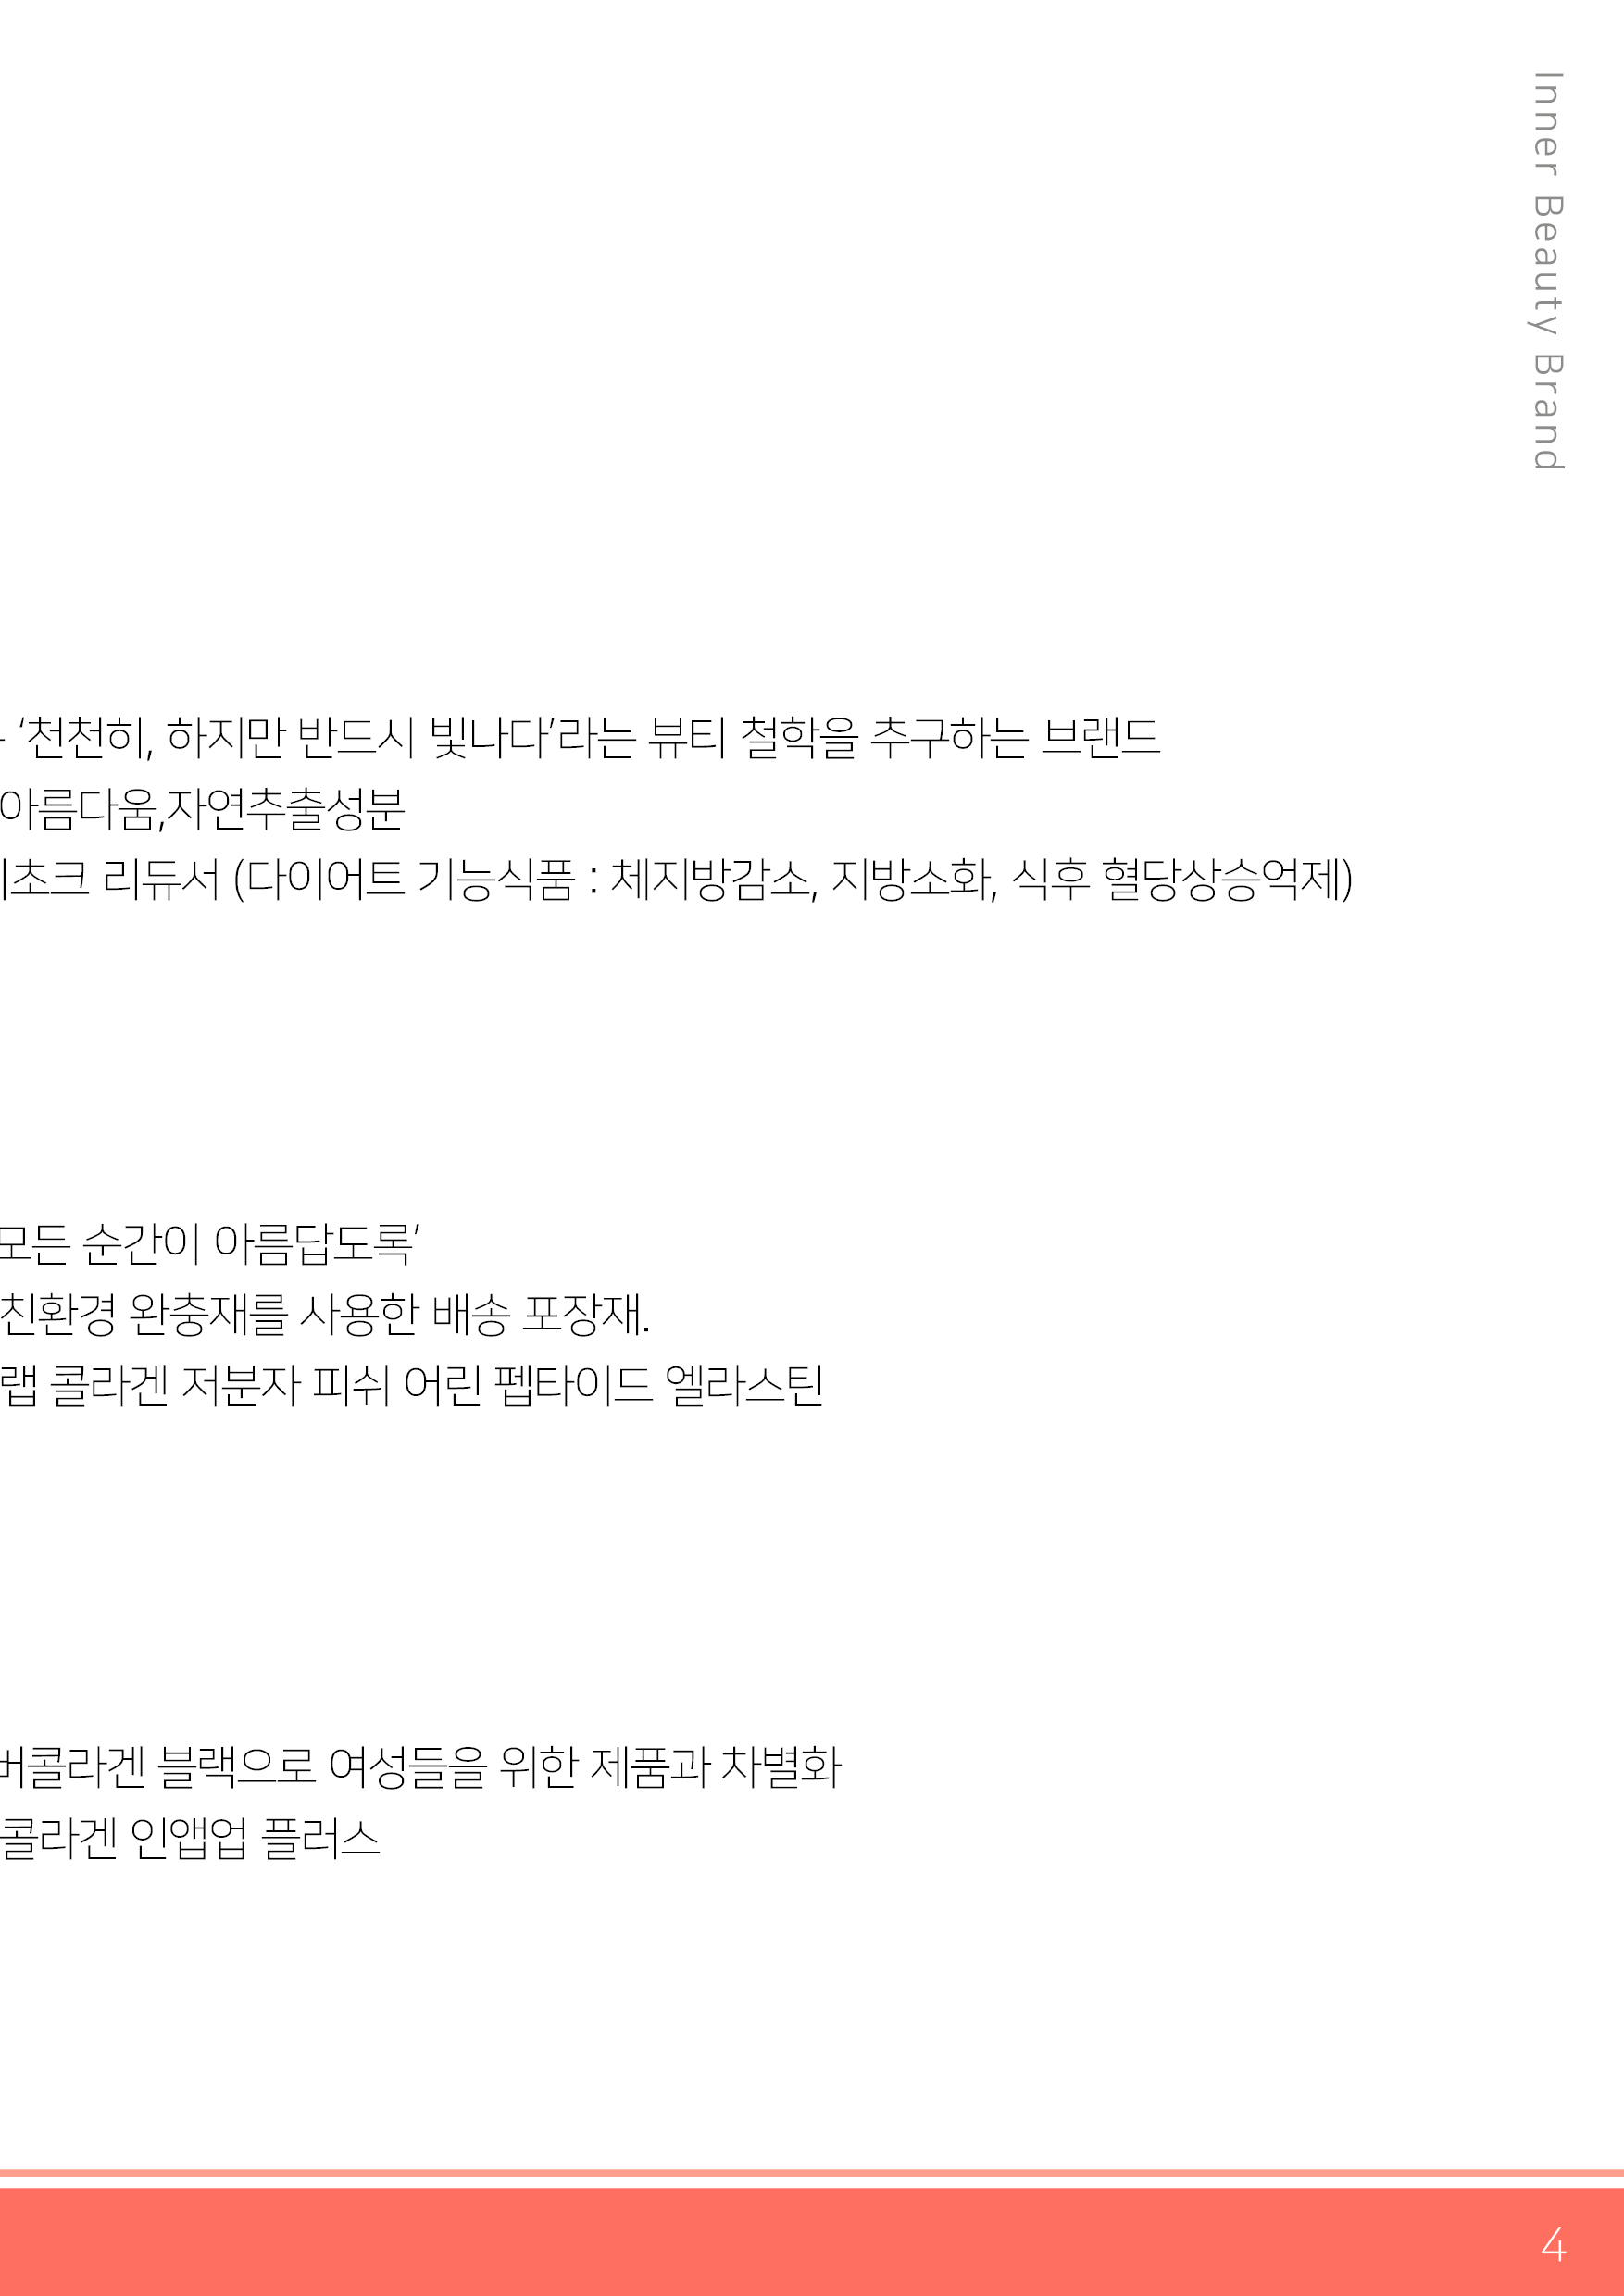 Inner Beauty Brand
‘천천히, 하지만 반드시 빛나다’라는 뷰티 철학을 추구하는 브랜드
아름다움,자연추출성분
리듀서 (다이어트 기능식품 : 체지방감소, 지방소화, 식후 혈당상승억제)
모든 순간이 아름답도록’
친환경 완충재를 사용한 배송 포장재.
랩 콜라겐 저분자 피쉬 어린 펩타이드 엘라스틴
블랙으로 여성들을 위한 제품과 차별화
콜라겐 인앱업 플러스
4